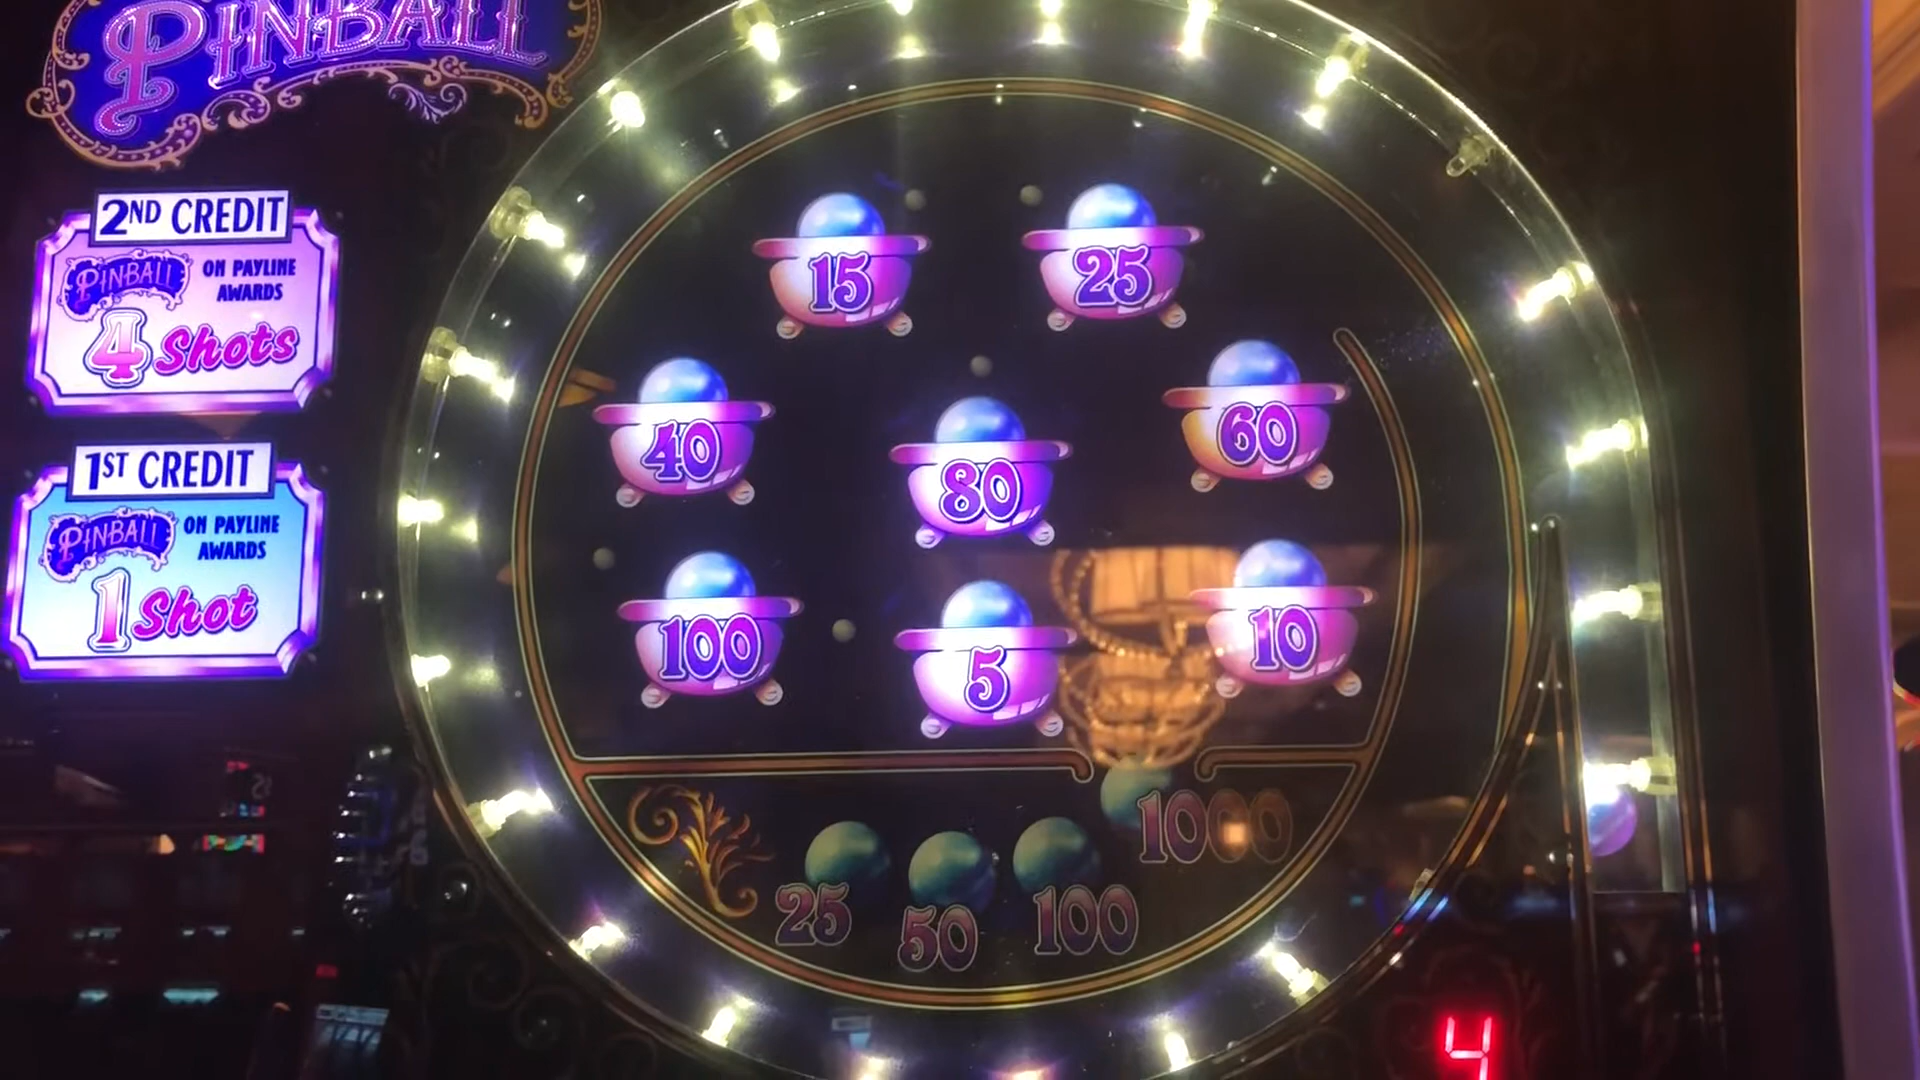 PINBALL
2ND CREDIT
PINBALL ON PAYLINE
AWARDS
4 Shots
1ST CREDIT
PINBALL ON PAYLINE
AWARDS
1 Shot
15 25
40 80 60
100 5 10
1000
25 50 100
4